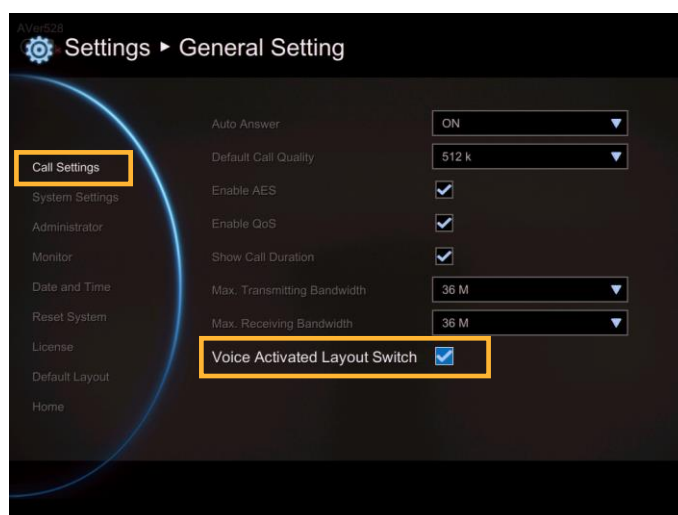 AVer528
Settings ► General Setting
Auto Answer ON
Call Settings
Default Call Quality 512 k
System Settings
Enable AES
Administrator
Enable QoS
Monitor
Show Call Duration
Date and Time
Max. Transmitting Bandwidth 36 M
Reset System
Max. Receiving Bandwidth 36 M
License
Voice Activated Layout Switch
Default Layout
Home